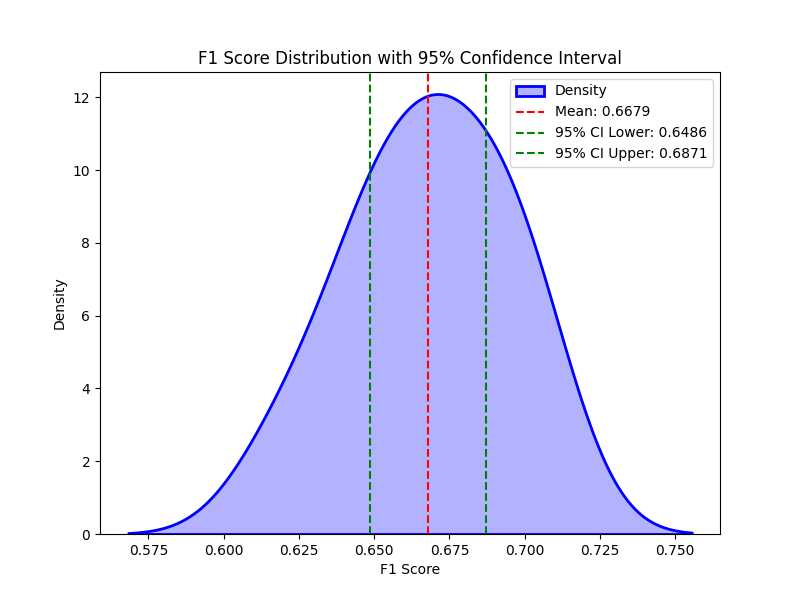 F1 Score Distribution with 95% Confidence Interval
Density
Mean: 0.6679
95% CI Lower: 0.6486
95% CI Upper: 0.6871
12
10
8
6
4
2
0
Density
0.575 0.600 0.625 0.650 0.675 0.700 0.725 0.750
F1 Score